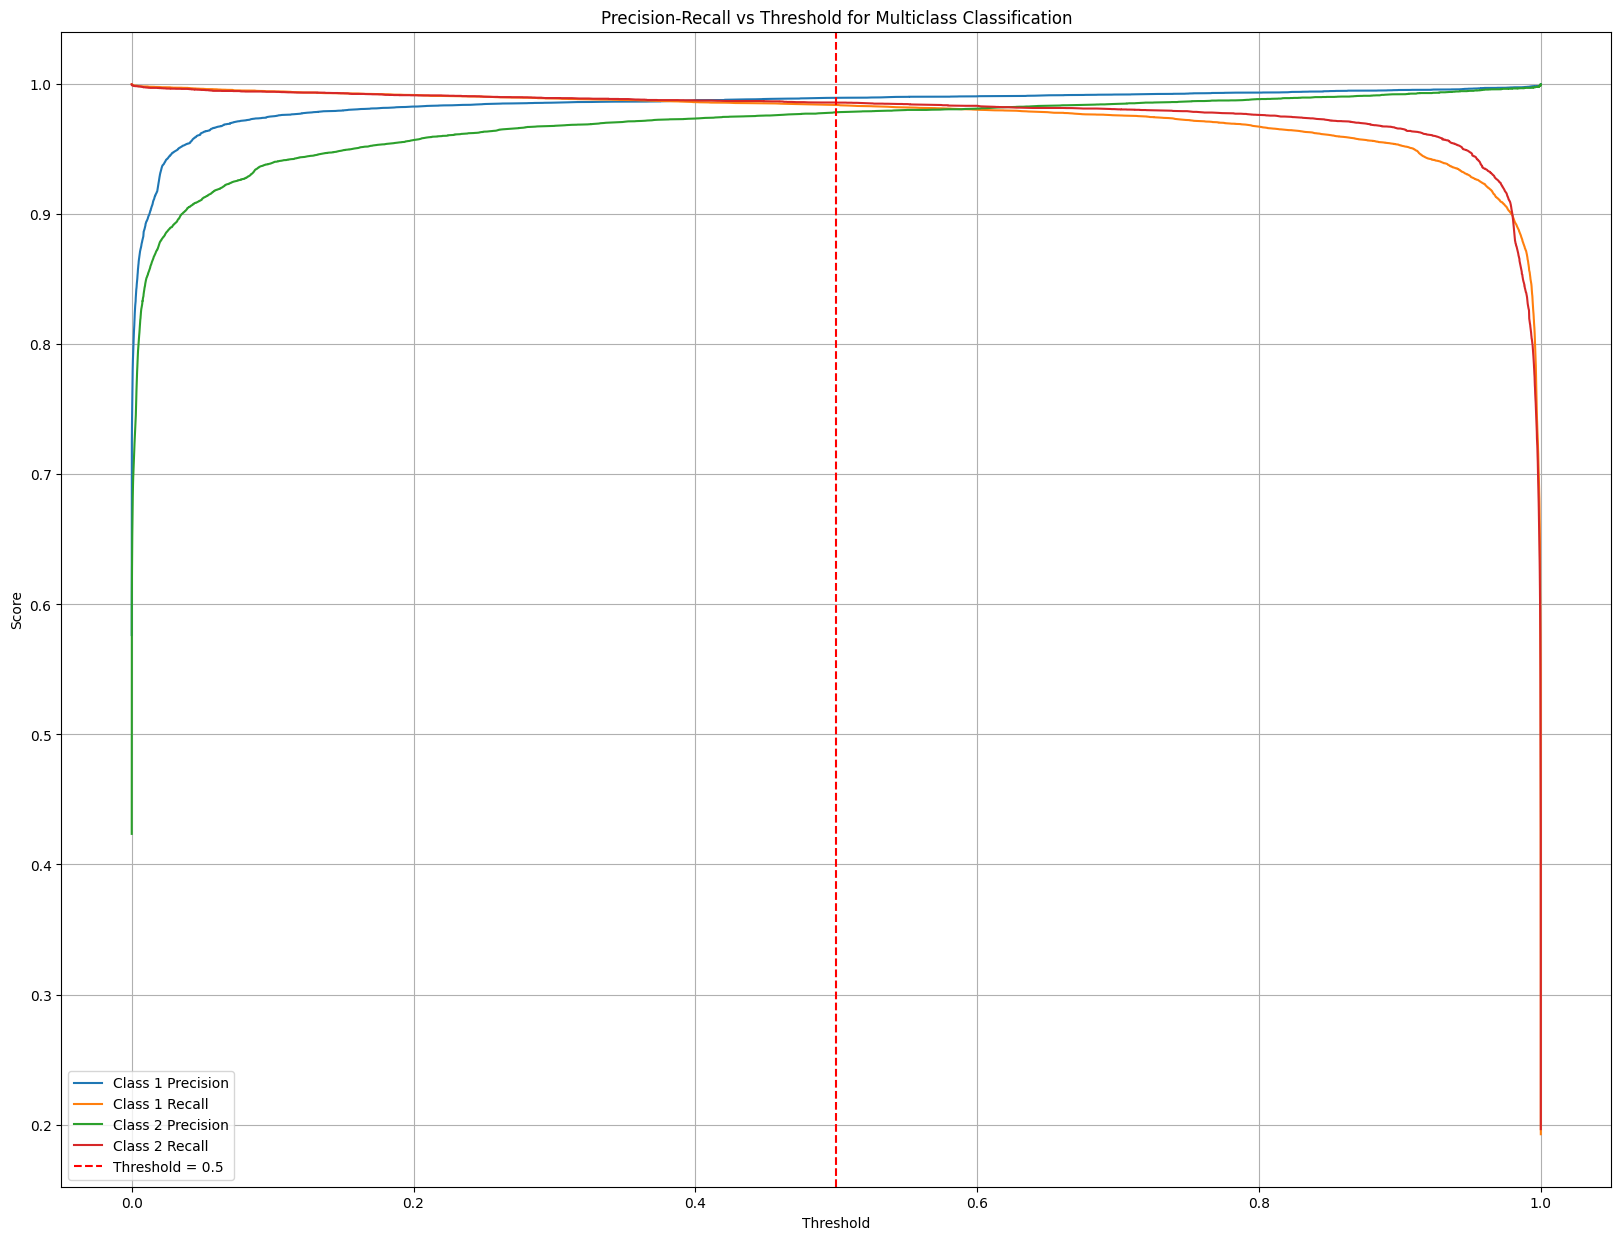 Precision-Recall vs Threshold for Multiclass Classification
1.0
0.9
0.8
0.7
0.6
0.5
0.4
0.3
0.2
Score
Class 1 Precision
Class 1 Recall
Class 2 Precision
Class 2 Recall
Threshold = 0.5
0.0 0.2 0.4 0.6 0.8 1.0
Threshold